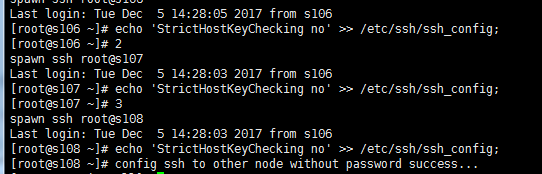 spawn ssh root@s106
Last login: Tue Dec  5 14:28:05 2017 from s106
[root@s106 ~]# echo 'StrictHostKeyChecking no' >> /etc/ssh/ssh_config;
[root@s106 ~]# 2
spawn ssh root@s107
Last login: Tue Dec  5 14:28:03 2017 from s106
[root@s107 ~]# echo 'StrictHostKeyChecking no' >> /etc/ssh/ssh_config;
[root@s107 ~]# 3
spawn ssh root@s108
Last login: Tue Dec  5 14:28:03 2017 from s106
[root@s108 ~]# echo 'StrictHostKeyChecking no' >> /etc/ssh/ssh_config;
[root@s108 ~]# config ssh to other node without password success...